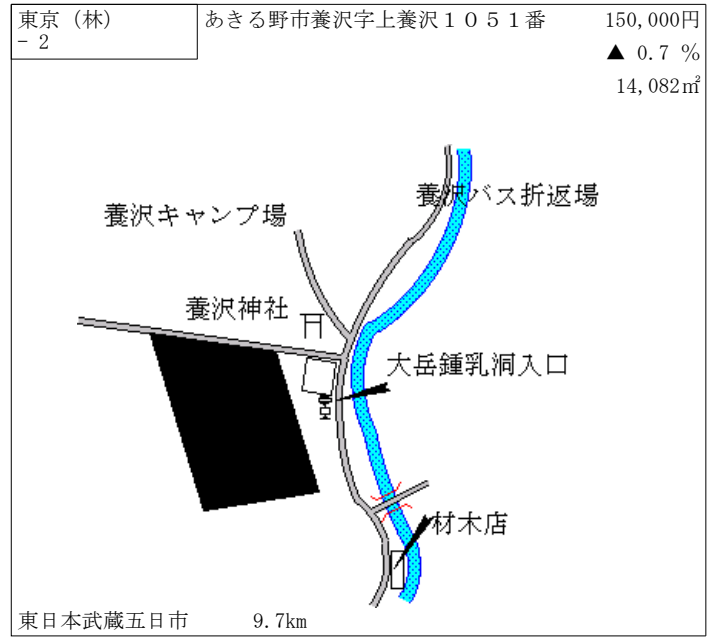 東京（林） あきる野市養沢字上養沢１０５１番 150,000円
－２ ▲ 0.7 %
14,082㎡
養沢バス折返場
養沢キャンプ場
養沢神社
大岳鍾乳洞入口
材木店
東日本武蔵五日市 9.7km